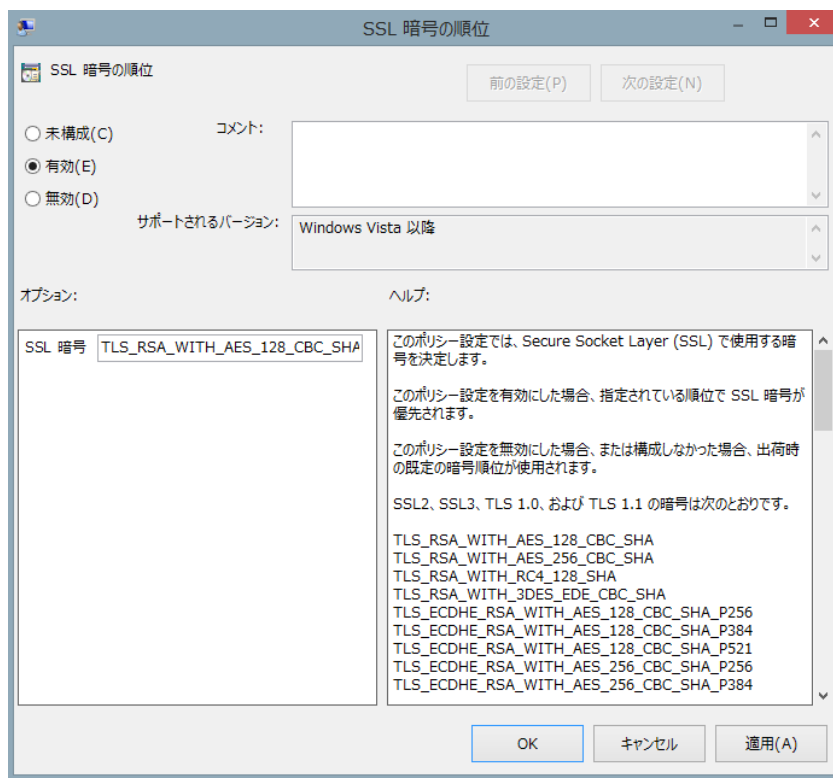 SSL 暗号の順位
SSL 暗号の順位
前の設定(P)
次の設定(N)
未構成(C)
有効(E)
無効(D)
コメント:
サポートされるバージョン:
Windows Vista 以降
オプション:
SSL 暗号
TLS_RSA_WITH_AES_128_CBC_SHA
ヘルプ:
このポリシー設定では、Secure Socket Layer (SSL) で使用する暗
号を決定します。
このポリシー設定を有効にした場合、指定されている順位で SSL 暗号が
優先されます。
このポリシー設定を無効にした場合、または構成しなかった場合、出荷時
の既定の暗号順位が使用されます。
SSL2、SSL3、TLS 1.0、および TLS 1.1 の暗号は次のとおりです。
TLS_RSA_WITH_AES_128_CBC_SHA
TLS_RSA_WITH_AES_256_CBC_SHA
TLS_RSA_WITH_RC4_128_SHA
TLS_RSA_WITH_3DES_EDE_CBC_SHA
TLS_ECDHE_RSA_WITH_AES_128_CBC_SHA_P256
TLS_ECDHE_RSA_WITH_AES_128_CBC_SHA_P384
TLS_ECDHE_RSA_WITH_AES_128_CBC_SHA_P521
TLS_ECDHE_RSA_WITH_AES_256_CBC_SHA_P256
TLS_ECDHE_RSA_WITH_AES_256_CBC_SHA_P384
OK
キャンセル
適用(A)